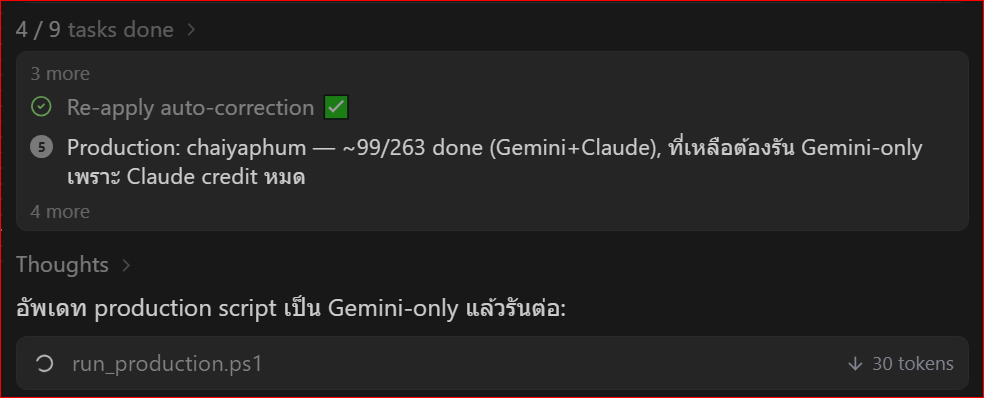 4 / 9 tasks done
3 more
Re-apply auto-correction ✅
5 Production: chaiyaphum — ~99/263 done (Gemini+Claude), ที่เหลือต้องรัน Gemini-only
เพราะ Claude credit หมด
4 more
Thoughts
อัพเดท production script เป็น Gemini-only แล้วรันต่อ:
run_production.ps1 ↓ 30 tokens